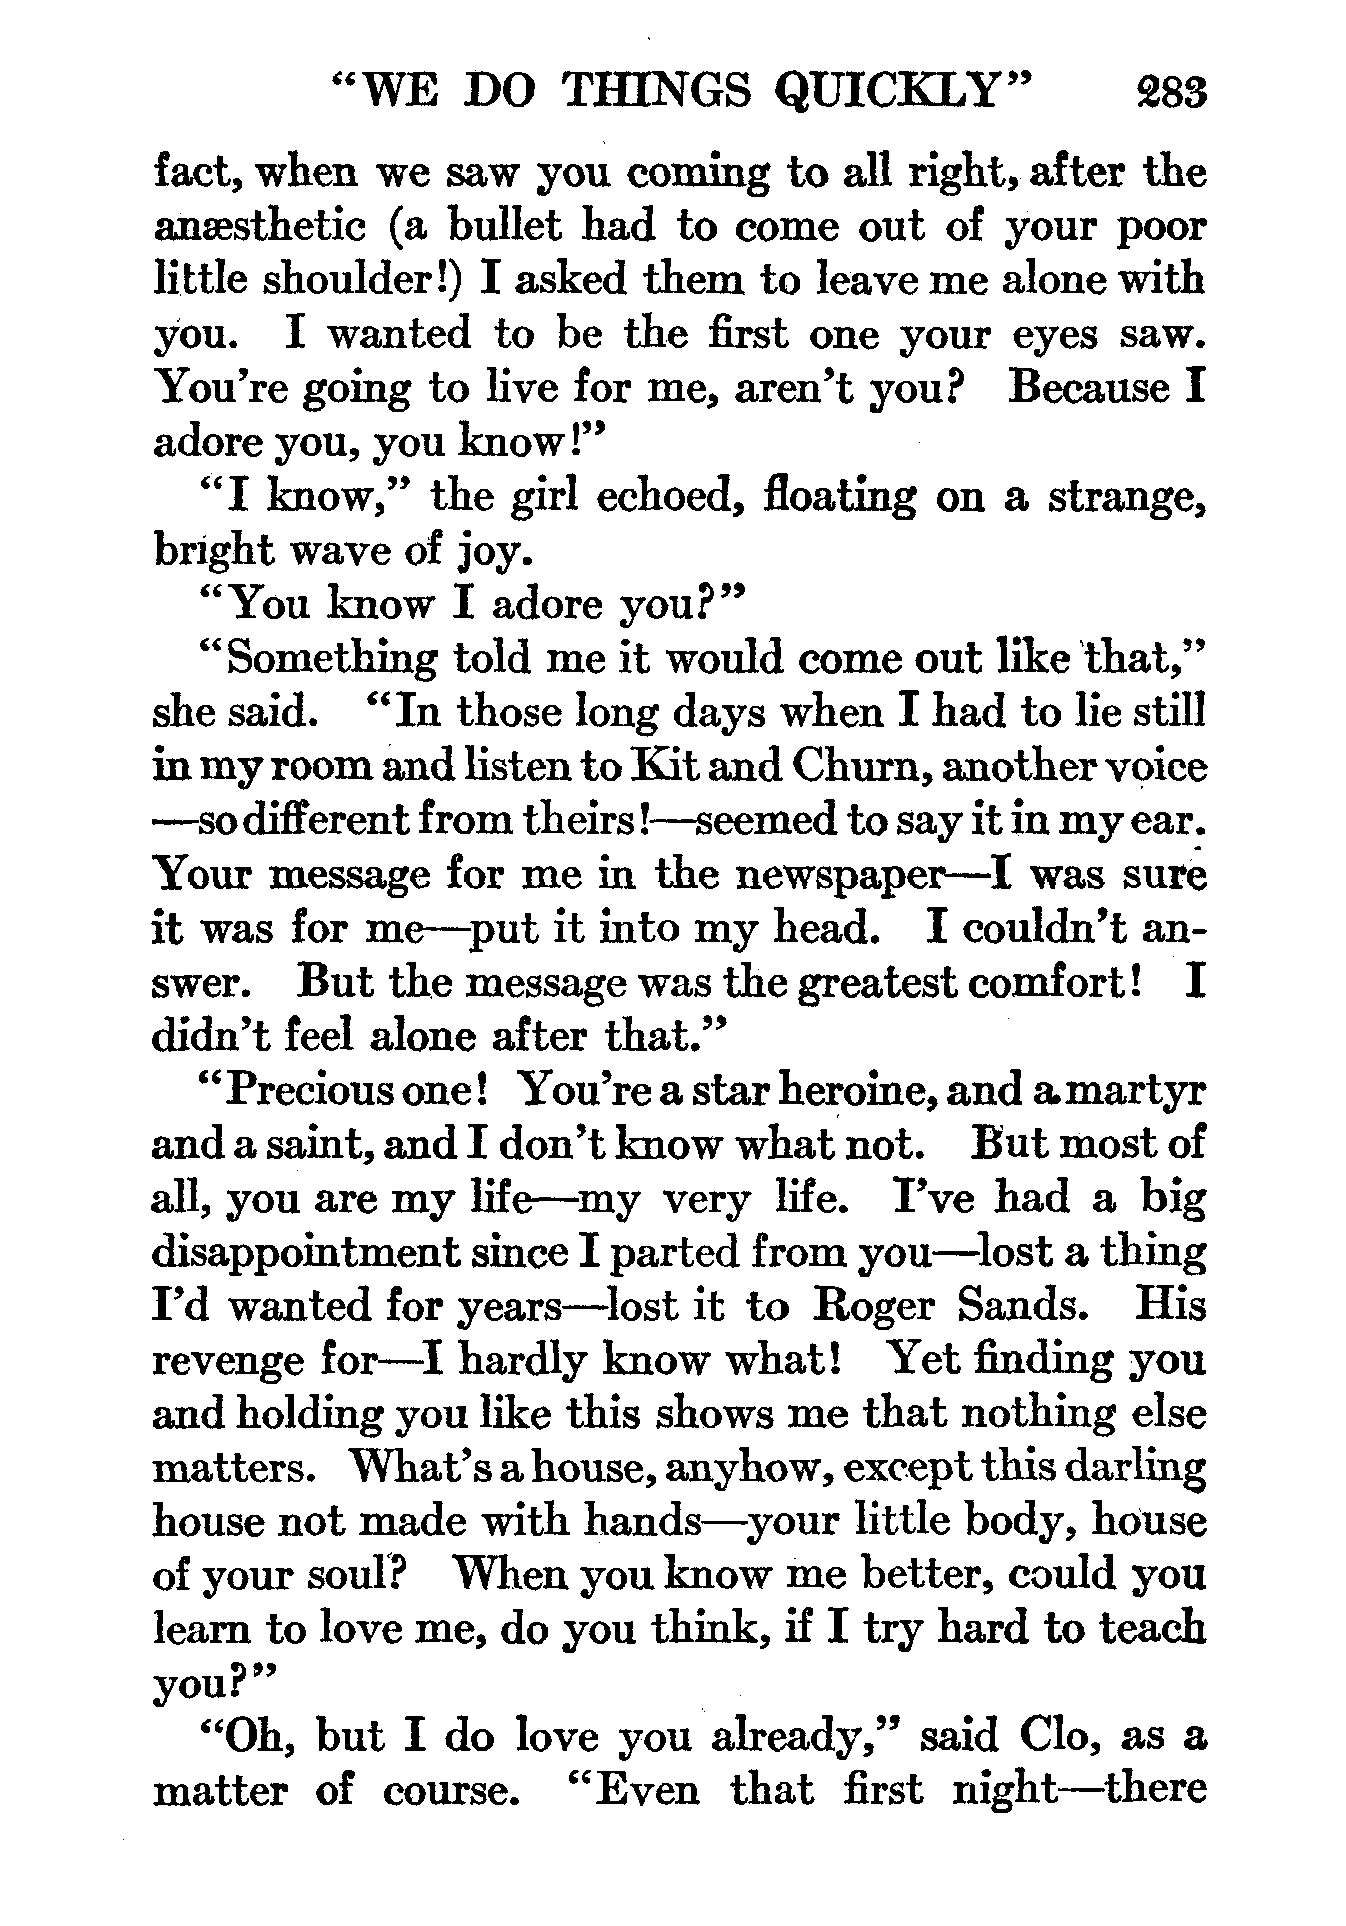 "WE DO THINGS QUICKLY" 283
fact, when we saw you coming to all right, after the
anæsthetic (a bullet had to come out of your poor
little shoulder!) I asked them to leave me alone with
you. I wanted to be the first one your eyes saw.
You're going to live for me, aren't you? Because I
adore you, you know!"
"I know," the girl echoed, floating on a strange,
bright wave of joy.
"You know I adore you?"
"Something told me it would come out like that,"
she said. "In those long days when I had to lie still
in my room and listen to Kit and Churn, another voice
—so different from theirs!—seemed to say it in my ear.
Your message for me in the newspaper—I was sure
it was for me—put it into my head. I couldn't an-
swer. But the message was the greatest comfort! I
didn't feel alone after that."
"Precious one! You're a star heroine, and a martyr
and a saint, and I don't know what not. But most of
all, you are my life—my very life. I've had a big
disappointment since I parted from you—lost a thing
I'd wanted for years—lost it to Roger Sands. His
revenge for—I hardly know what! Yet finding you
and holding you like this shows me that nothing else
matters. What's a house, anyhow, except this darling
house not made with hands—your little body, house
of your soul? When you know me better, could you
learn to love me, do you think, if I try hard to teach
you?"
"Oh, but I do love you already," said Clo, as a
matter of course. "Even that first night—there